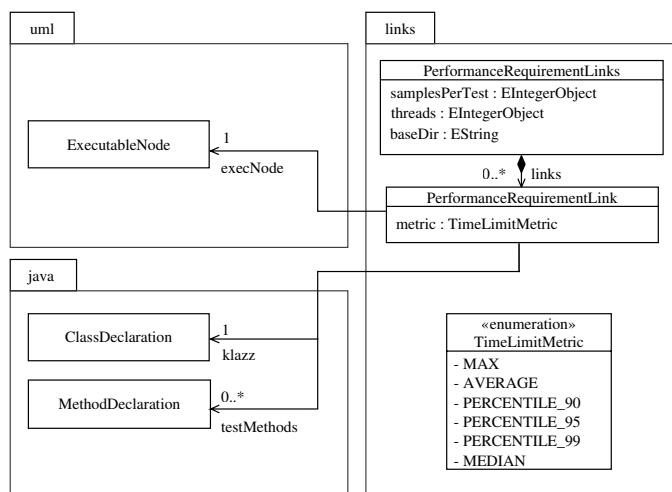 uml
ExecutableNode
1
execNode
java
ClassDeclaration
1
klazz
MethodDeclaration
0..*
testMethods
links
PerformanceRequirementLinks
samplesPerTest : EIntegerObject
threads : EIntegerObject
baseDir : EString
0..* links
PerformanceRequirementLink
metric : TimeLimitMetric
«enumeration»
TimeLimitMetric
- MAX
- AVERAGE
- PERCENTILE_90
- PERCENTILE_95
- PERCENTILE_99
- MEDIAN